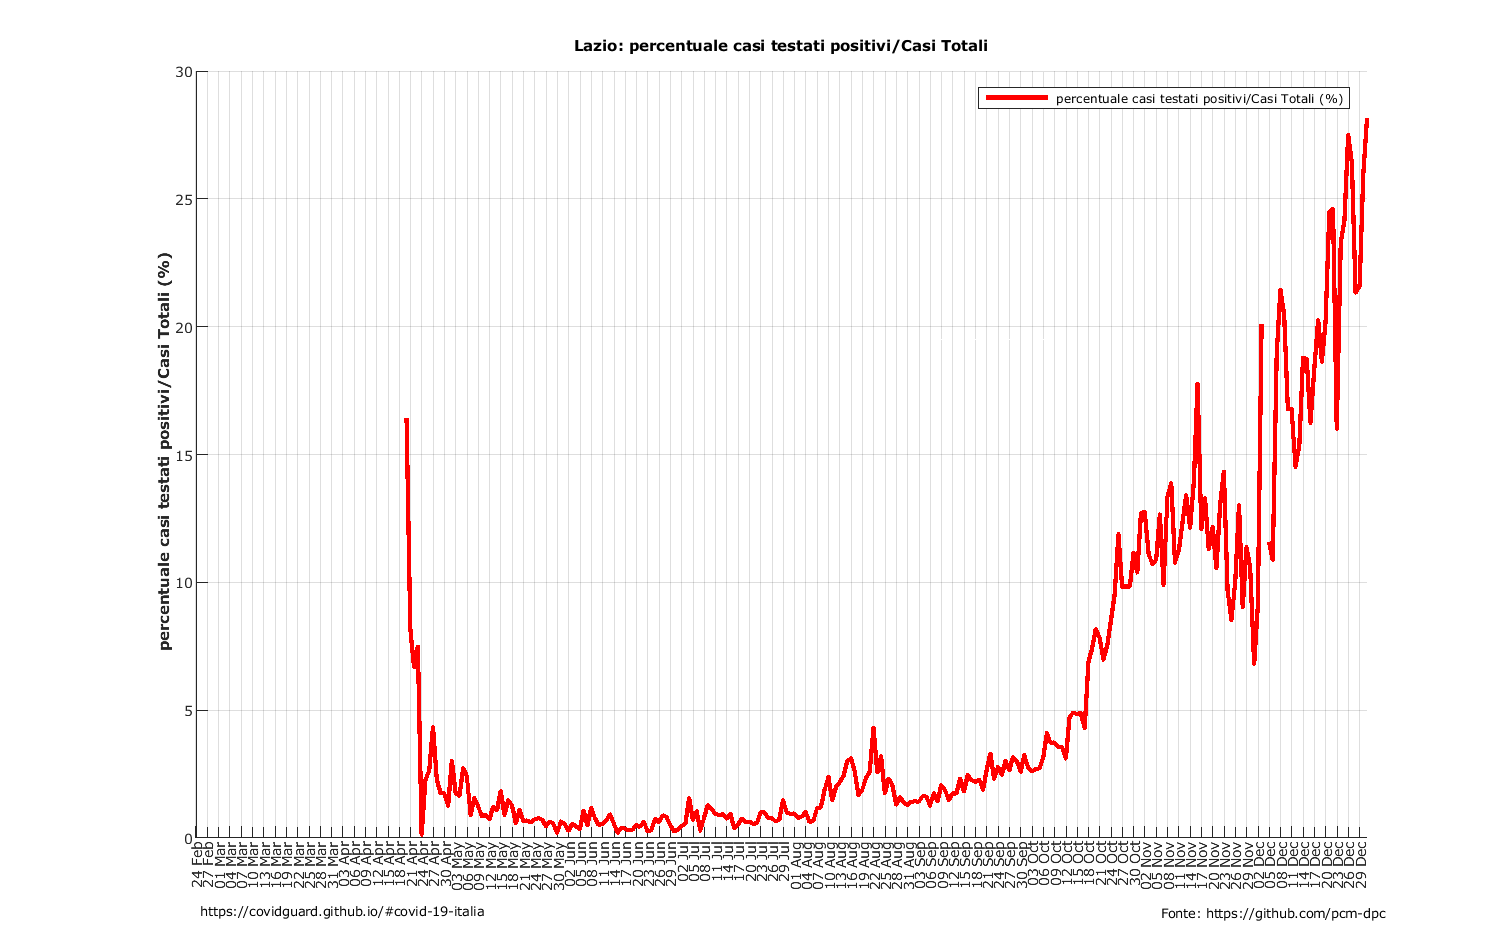 Lazio: percentuale casi testati positivi/Casi Totali
percentuale casi testati positivi/Casi Totali (%)
percentuale casi testati positivi/Casi Totali (%)
30
25
20
15
10
5
0
24 Feb
27 Feb
01 Mar
04 Mar
07 Mar
10 Mar
13 Mar
16 Mar
19 Mar
22 Mar
25 Mar
28 Mar
31 Mar
03 Apr
06 Apr
09 Apr
12 Apr
15 Apr
18 Apr
21 Apr
24 Apr
27 Apr
30 Apr
03 May
06 May
09 May
12 May
15 May
18 May
21 May
24 May
27 May
30 May
02 Jun
05 Jun
08 Jun
11 Jun
14 Jun
17 Jun
20 Jun
23 Jun
26 Jun
29 Jun
02 Jul
05 Jul
08 Jul
11 Jul
14 Jul
17 Jul
20 Jul
23 Jul
26 Jul
29 Jul
01 Aug
04 Aug
07 Aug
10 Aug
13 Aug
16 Aug
19 Aug
22 Aug
25 Aug
28 Aug
31 Aug
03 Sep
06 Sep
09 Sep
12 Sep
15 Sep
18 Sep
21 Sep
24 Sep
27 Sep
30 Sep
03 Oct
06 Oct
09 Oct
12 Oct
15 Oct
18 Oct
21 Oct
24 Oct
27 Oct
30 Oct
02 Nov
05 Nov
08 Nov
11 Nov
14 Nov
17 Nov
20 Nov
23 Nov
26 Nov
29 Nov
02 Dec
05 Dec
08 Dec
11 Dec
14 Dec
17 Dec
20 Dec
23 Dec
26 Dec
29 Dec
https://covidguard.github.io/#covid-19-italia
Fonte: https://github.com/pcm-dpc